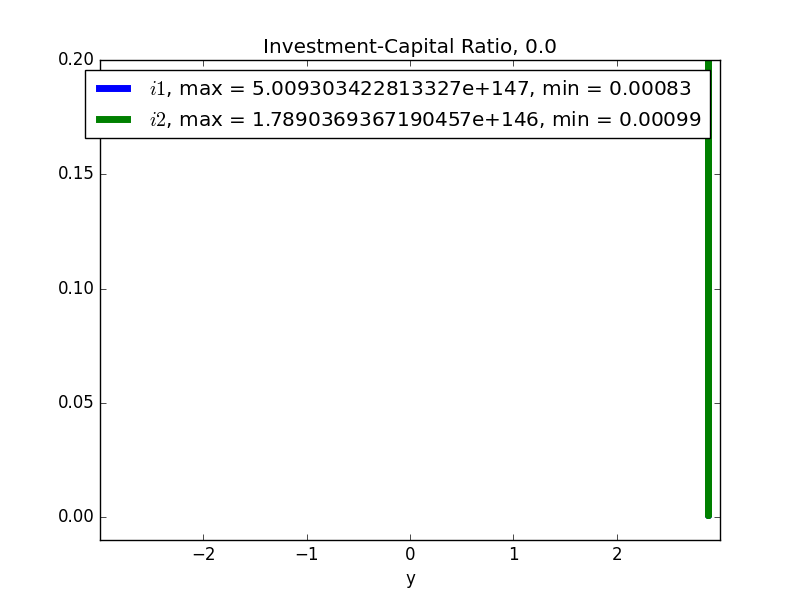 Investment-Capital Ratio, 0.0
0.20
i1, max = 5.009303422813327e+147, min = 0.00083
i2, max = 1.7890369367190457e+146, min = 0.00099
0.15
0.10
0.05
0.00
−2 −1 0 1 2
y